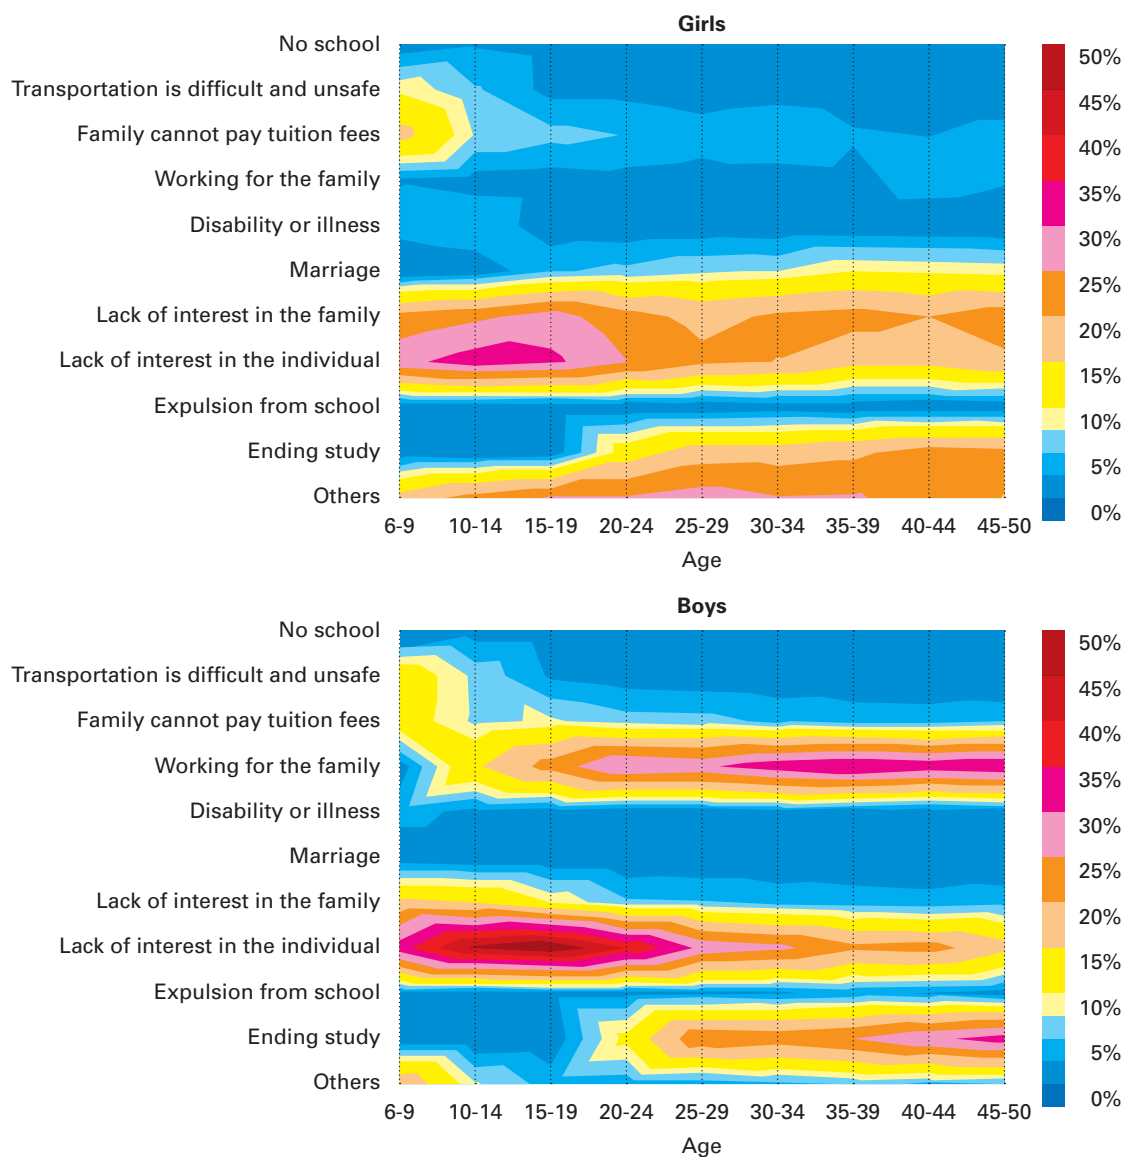 Girls
No school
Transportation is difficult and unsafe
Family cannot pay tuition fees
Working for the family
Disability or illness
Marriage
Lack of interest in the family
Lack of interest in the individual
Expulsion from school
Ending study
Others
6-9 10-14 15-19 20-24 25-29 30-34 35-39 40-44 45-50
Age
50%
45%
40%
35%
30%
25%
20%
15%
10%
5%
0%
Boys
No school
Transportation is difficult and unsafe
Family cannot pay tuition fees
Working for the family
Disability or illness
Marriage
Lack of interest in the family
Lack of interest in the individual
Expulsion from school
Ending study
Others
6-9 10-14 15-19 20-24 25-29 30-34 35-39 40-44 45-50
Age
50%
45%
40%
35%
30%
25%
20%
15%
10%
5%
0%